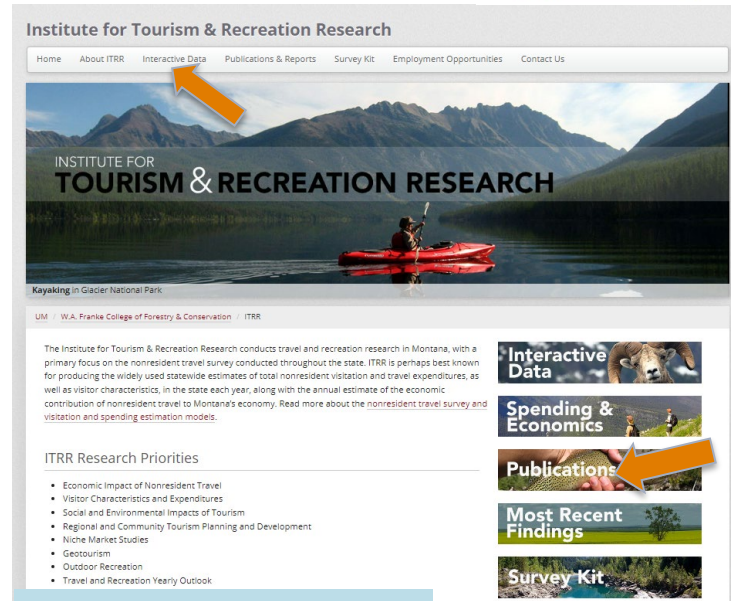 Institute for Tourism & Recreation Research
Home About ITRR Interactive Data Publications & Reports Survey Kit Employment Opportunities Contact Us
INSTITUTE FOR
TOURISM & RECREATION RESEARCH
Kayaking in Glacier National Park
UM / W.A. Franke College of Forestry & Conservation / ITRR
The Institute for Tourism & Recreation Research conducts travel and recreation research in Montana, with a
primary focus on the nonresident travel survey conducted throughout the state. ITRR is perhaps best known
for producing the widely used statewide estimates of total nonresident visitation and travel expenditures, as
well as visitor characteristics, in the state each year, along with the annual estimate of the economic
contribution of nonresident travel to Montana's economy. Read more about the nonresident travel survey and
visitation and spending estimation models.
ITRR Research Priorities
Economic Impact of Nonresident Travel
Visitor Characteristics and Expenditures
Social and Environmental Impacts of Tourism
Regional and Community Tourism Planning and Development
Niche Market Studies
Geotourism
Outdoor Recreation
Travel and Recreation Yearly Outlook
Interactive
Data
Spending &
Economics
Publications
Most Recent
Findings
Survey Kit